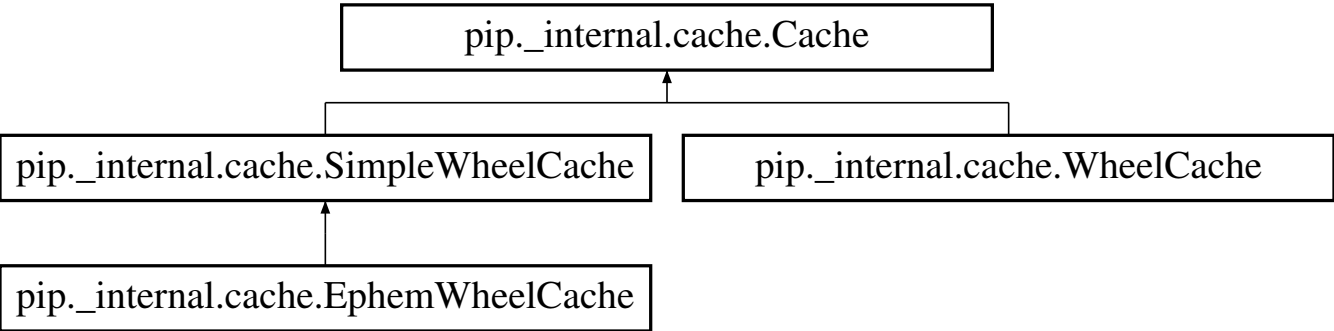 pip._internal.cache.Cache
pip._internal.cache.SimpleWheelCache
pip._internal.cache.WheelCache
pip._internal.cache.EphemWheelCache